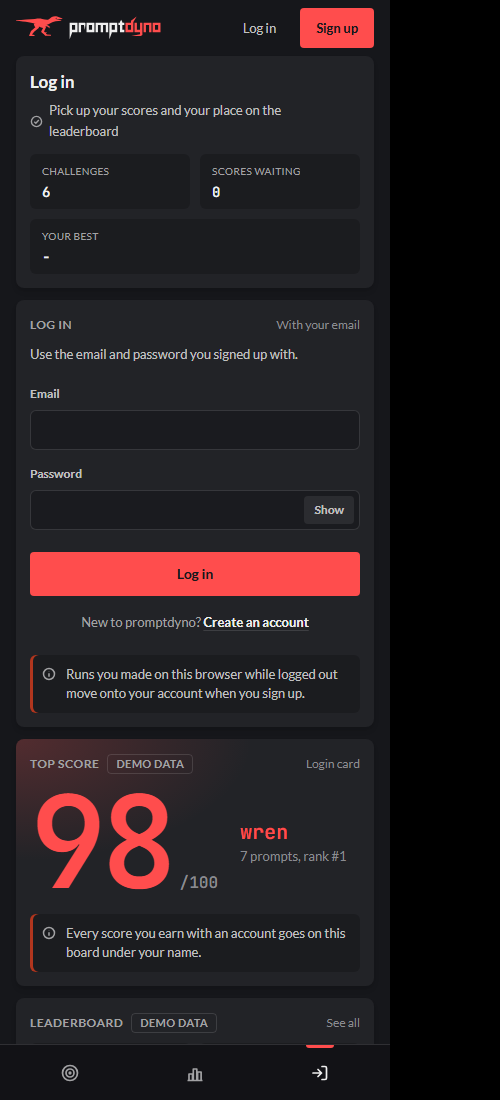 promptdyno
Log in
Sign up
Log in
Pick up your scores and your place on the
leaderboard
CHALLENGES
6
SCORES WAITING
0
YOUR BEST
-
LOG IN
With your email
Use the email and password you signed up with.
Email
Password
Show
Log in
New to promptdyno? Create an account
Runs you made on this browser while logged out
move onto your account when you sign up.
TOP SCORE
DEMO DATA
Login card
98
/100
wren
7 prompts, rank #1
Every score you earn with an account goes on this
board under your name.
LEADERBOARD
DEMO DATA
See all